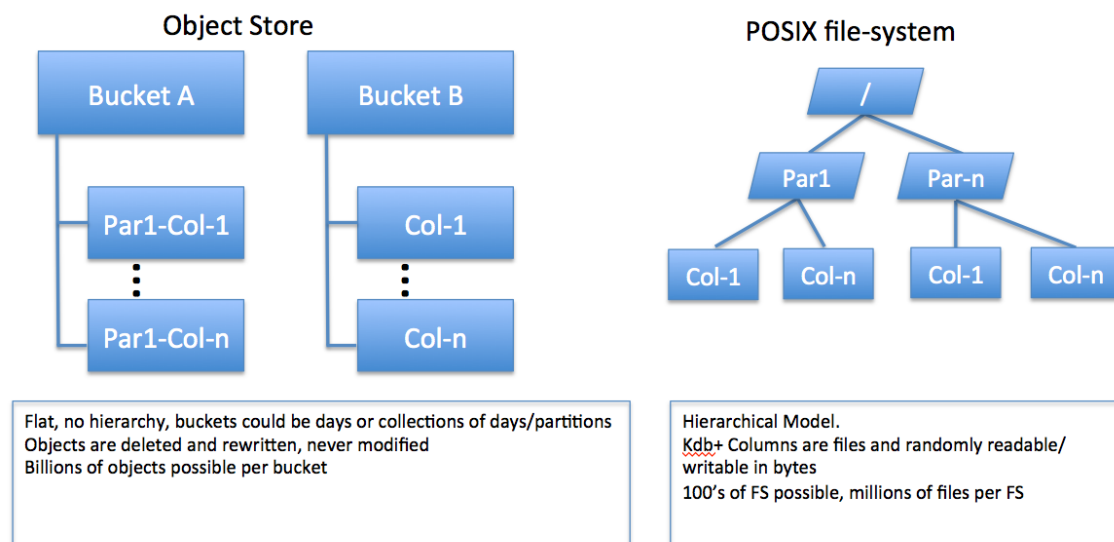 Object Store
Bucket A
Bucket B
Par1-Col-1
Col-1
Par1-Col-n
Col-n
Flat, no hierarchy, buckets could be days or collections of days/partitions
Objects are deleted and rewritten, never modified
Billions of objects possible per bucket
POSIX file-system
/
Par1
Par-n
Col-1
Col-n
Col-1
Col-n
Hierarchical Model.
Kdb+ Columns are files and randomly readable/
writable in bytes
100’s of FS possible, millions of files per FS